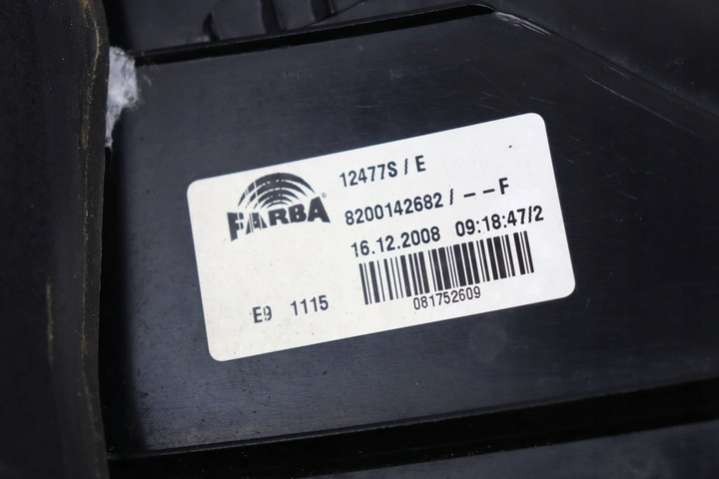 FARBA®
12477S / E
8200142682 / – – F
16.12.2008 09:18:47/2
E9 1115
081752609